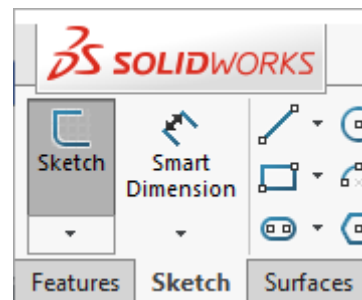 SOLIDWORKS
Sketch
Smart
Dimension
Features Sketch Surfaces